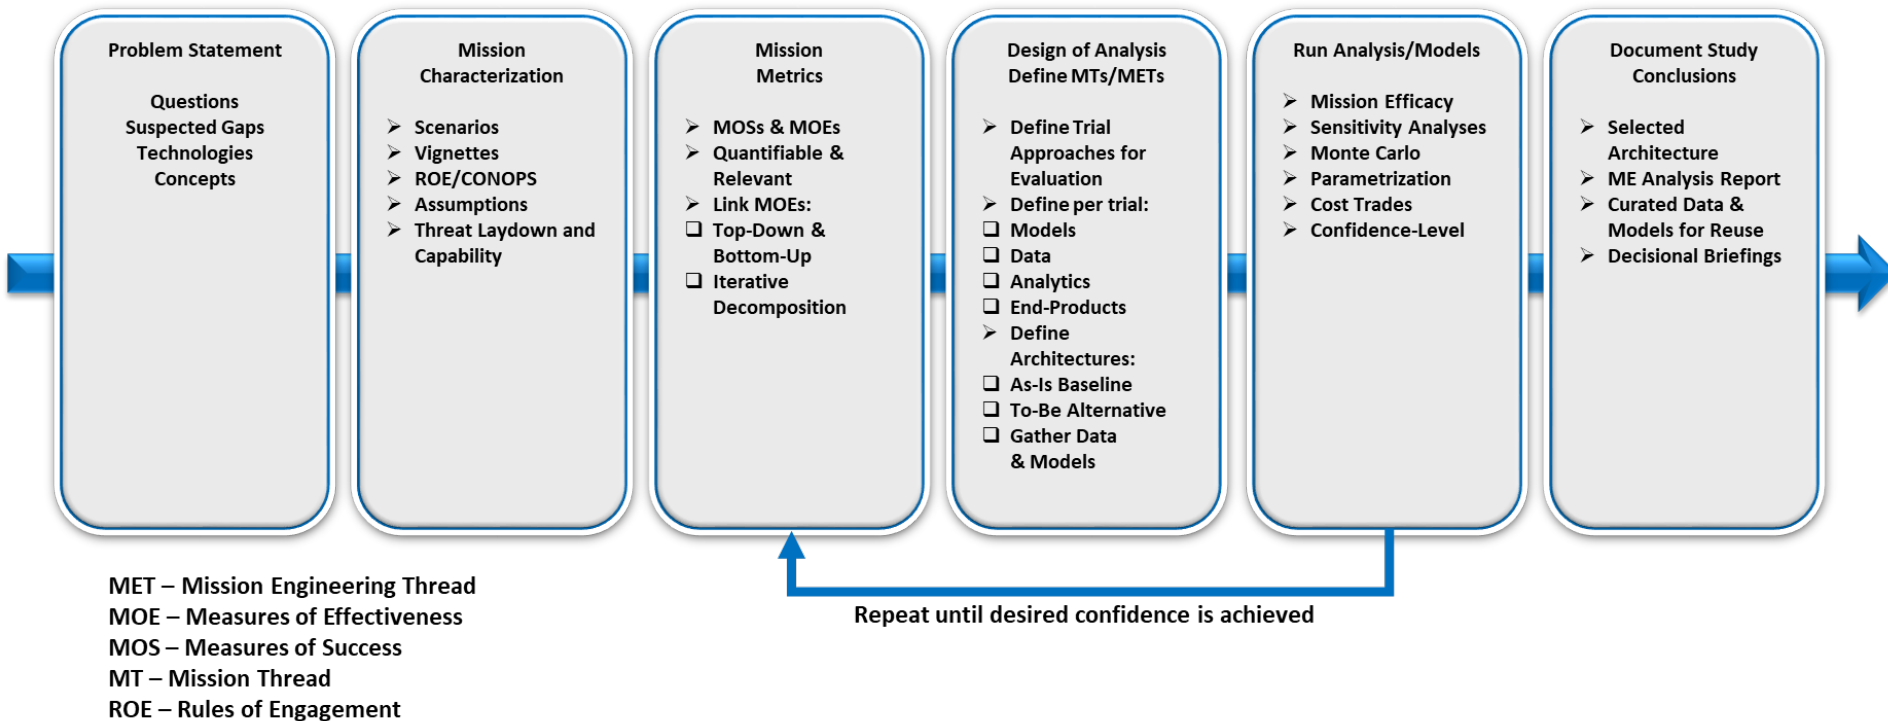 Problem Statement
Questions
Suspected Gaps
Technologies
Concepts
Mission
Characterization
Scenarios
Vignettes
ROE/CONOPS
Assumptions
Threat Laydown and
Capability
Mission
Metrics
MOSs & MOEs
Quantifiable &
Relevant
Link MOEs:
Top-Down &
Bottom-Up
Iterative
Decomposition
Design of Analysis
Define MTs/METs
Define Trial
Approaches for
Evaluation
Define per trial:
Models
Data
Analytics
End-Products
Define
Architectures:
As-Is Baseline
To-Be Alternative
Gather Data
& Models
Run Analysis/Models
Mission Efficacy
Sensitivity Analyses
Monte Carlo
Parametrization
Cost Trades
Confidence-Level
Document Study
Conclusions
Selected
Architecture
ME Analysis Report
Curated Data &
Models for Reuse
Decisional Briefings
Repeat until desired confidence is achieved
MET – Mission Engineering Thread
MOE – Measures of Effectiveness
MOS – Measures of Success
MT – Mission Thread
ROE – Rules of Engagement